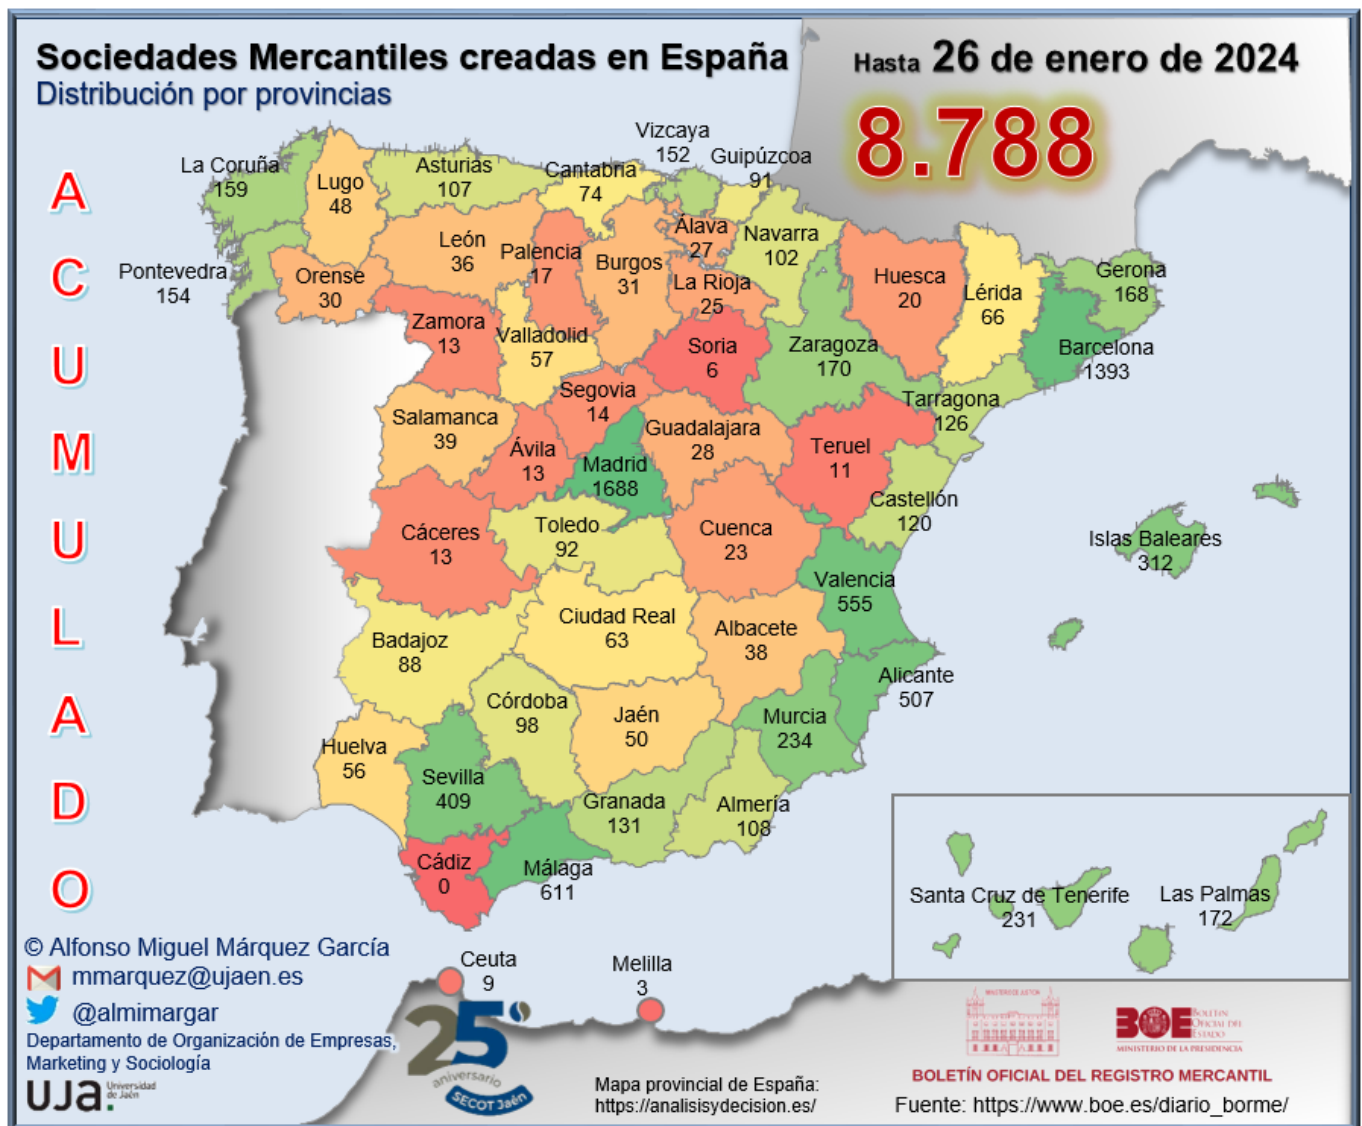 Sociedades Mercantiles creadas en España
Distribución por provincias
Hasta 26 de enero de 2024
8.788
ACUMULADO
La Coruña
159
Lugo
48
Asturias
107
Cantabria
74
Vizcaya
152
Guipúzcoa
91
Pontevedra
154
Orense
30
León
36
Palencia
17
Burgos
31
Álava
27
La Rioja
25
Navarra
102
Huesca
20
Lérida
66
Gerona
168
Barcelona
1393
Zamora
13
Valladolid
57
Soria
6
Zaragoza
170
Tarragona
126
Salamanca
39
Ávila
13
Segovia
14
Madrid
1688
Guadalajara
28
Teruel
11
Castellón
120
Cáceres
13
Toledo
92
Cuenca
23
Valencia
555
Islas Baleares
312
Badajoz
88
Ciudad Real
63
Albacete
38
Alicante
507
Huelva
56
Sevilla
409
Córdoba
98
Jaén
50
Murcia
234
Cádiz
0
Málaga
611
Granada
131
Almería
108
Santa Cruz de Tenerife
231
Las Palmas
172
Ceuta
9
Melilla
3
© Alfonso Miguel Márquez García
mmarquez@ujaen.es
@almimargar
Departamento de Organización de Empresas,
Marketing y Sociología
UJa.
Universidad
de Jaén
25
aniversario
SECOT Jaén
Mapa provincial de España:
https://analisisydecision.es/
MINISTERIO DE JUSTICIA
BOE
BOLETÍN
OFICIAL DEL
ESTADO
MINISTERIO DE LA PRESIDENCIA
BOLETÍN OFICIAL DEL REGISTRO MERCANTIL
Fuente: https://www.boe.es/diario_borme/